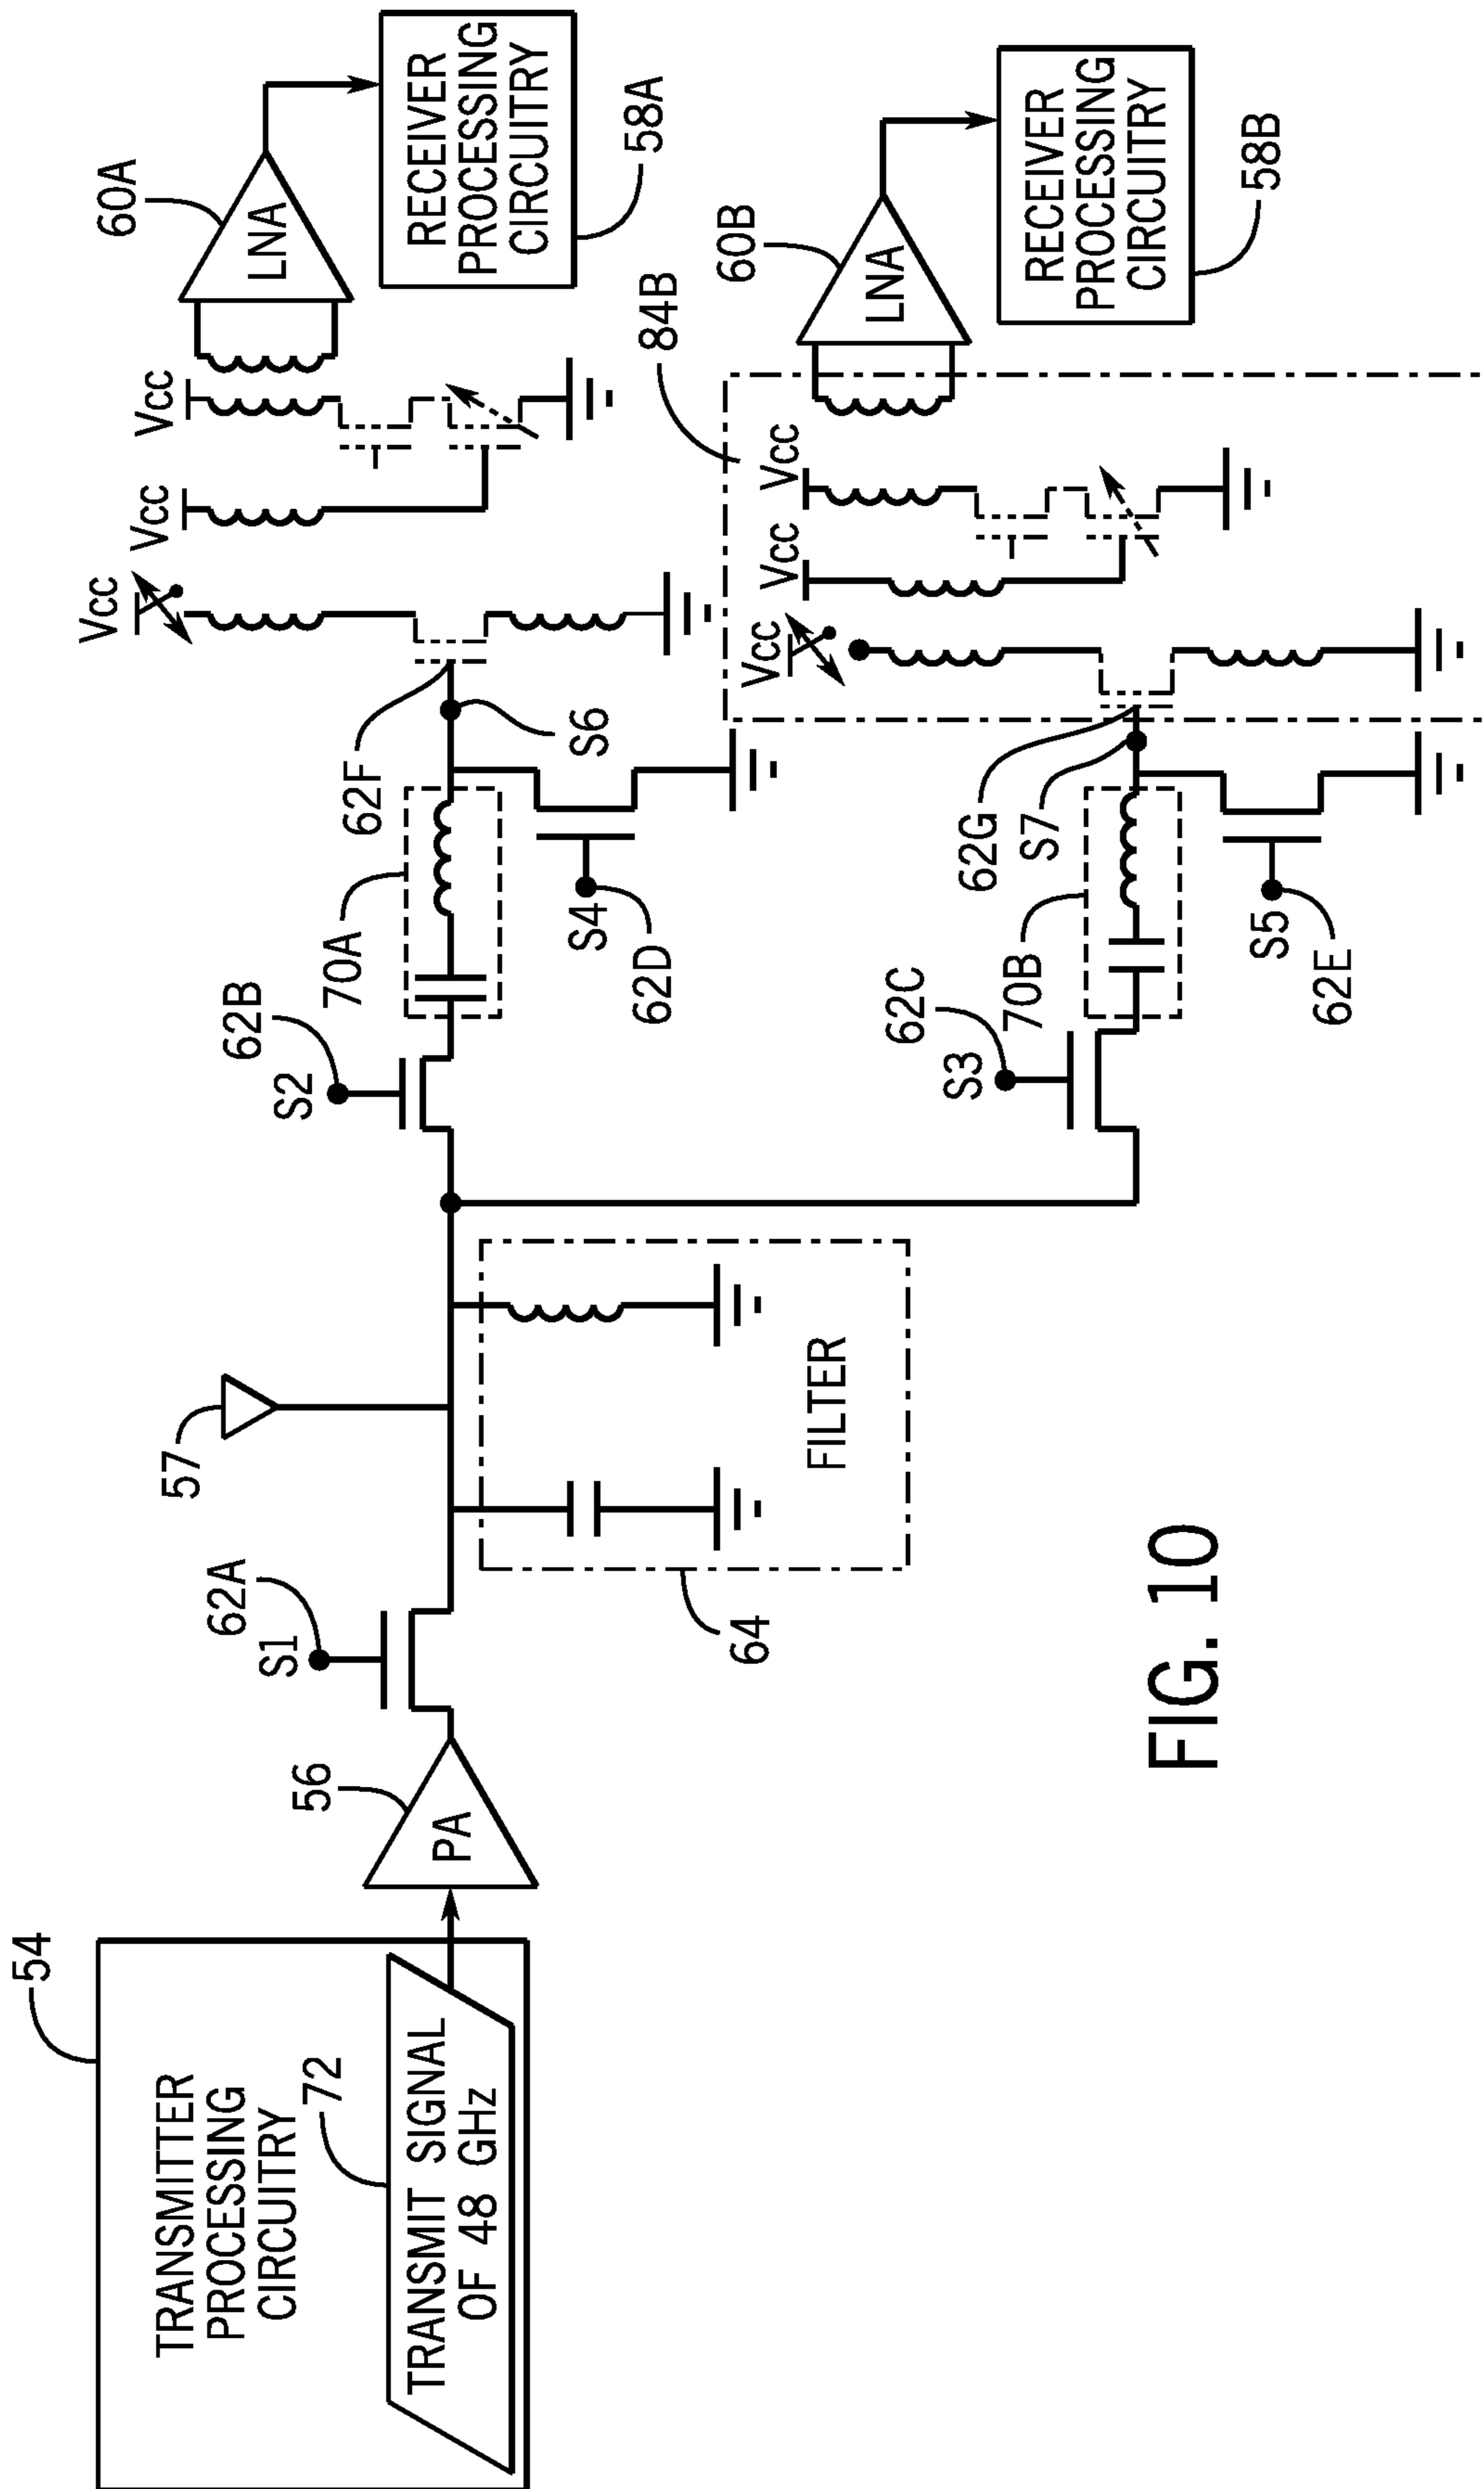 54
TRANSMITTER
PROCESSING
CIRCUITRY
72
TRANSMIT SIGNAL
OF 48 GHz
56
PA
62A
S1
64
57
FILTER
62B
S2
70A
62F
S6
S4
62D
62C
S3
70B
62G
S7
S5
62E
Vcc
Vcc
Vcc
60A
LNA
RECEIVER
PROCESSING
CIRCUITRY
58A
84B
Vcc
Vcc
Vcc
60B
LNA
RECEIVER
PROCESSING
CIRCUITRY
58B
FIG. 10